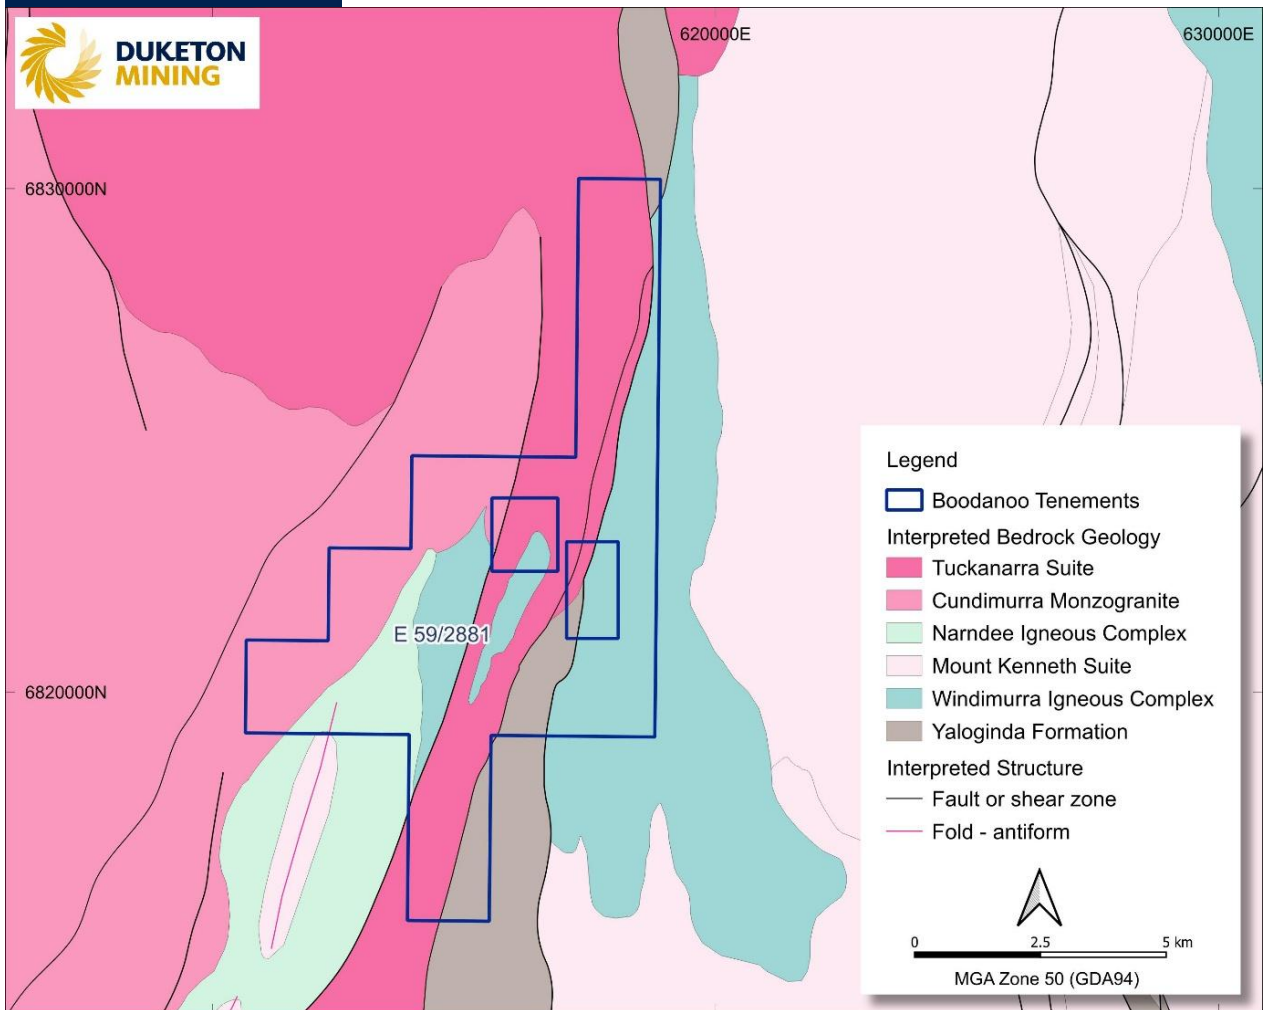 DUKETON
MINING
620000E
630000E
6830000N
E 59/2881
6820000N
Legend
Boodanoo Tenements
Interpreted Bedrock Geology
Tuckanarra Suite
Cundimurra Monzogranite
Narndee Igneous Complex
Mount Kenneth Suite
Windimurra Igneous Complex
Yaloginda Formation
Interpreted Structure
Fault or shear zone
Fold - antiform
0 2.5 5 km
MGA Zone 50 (GDA94)